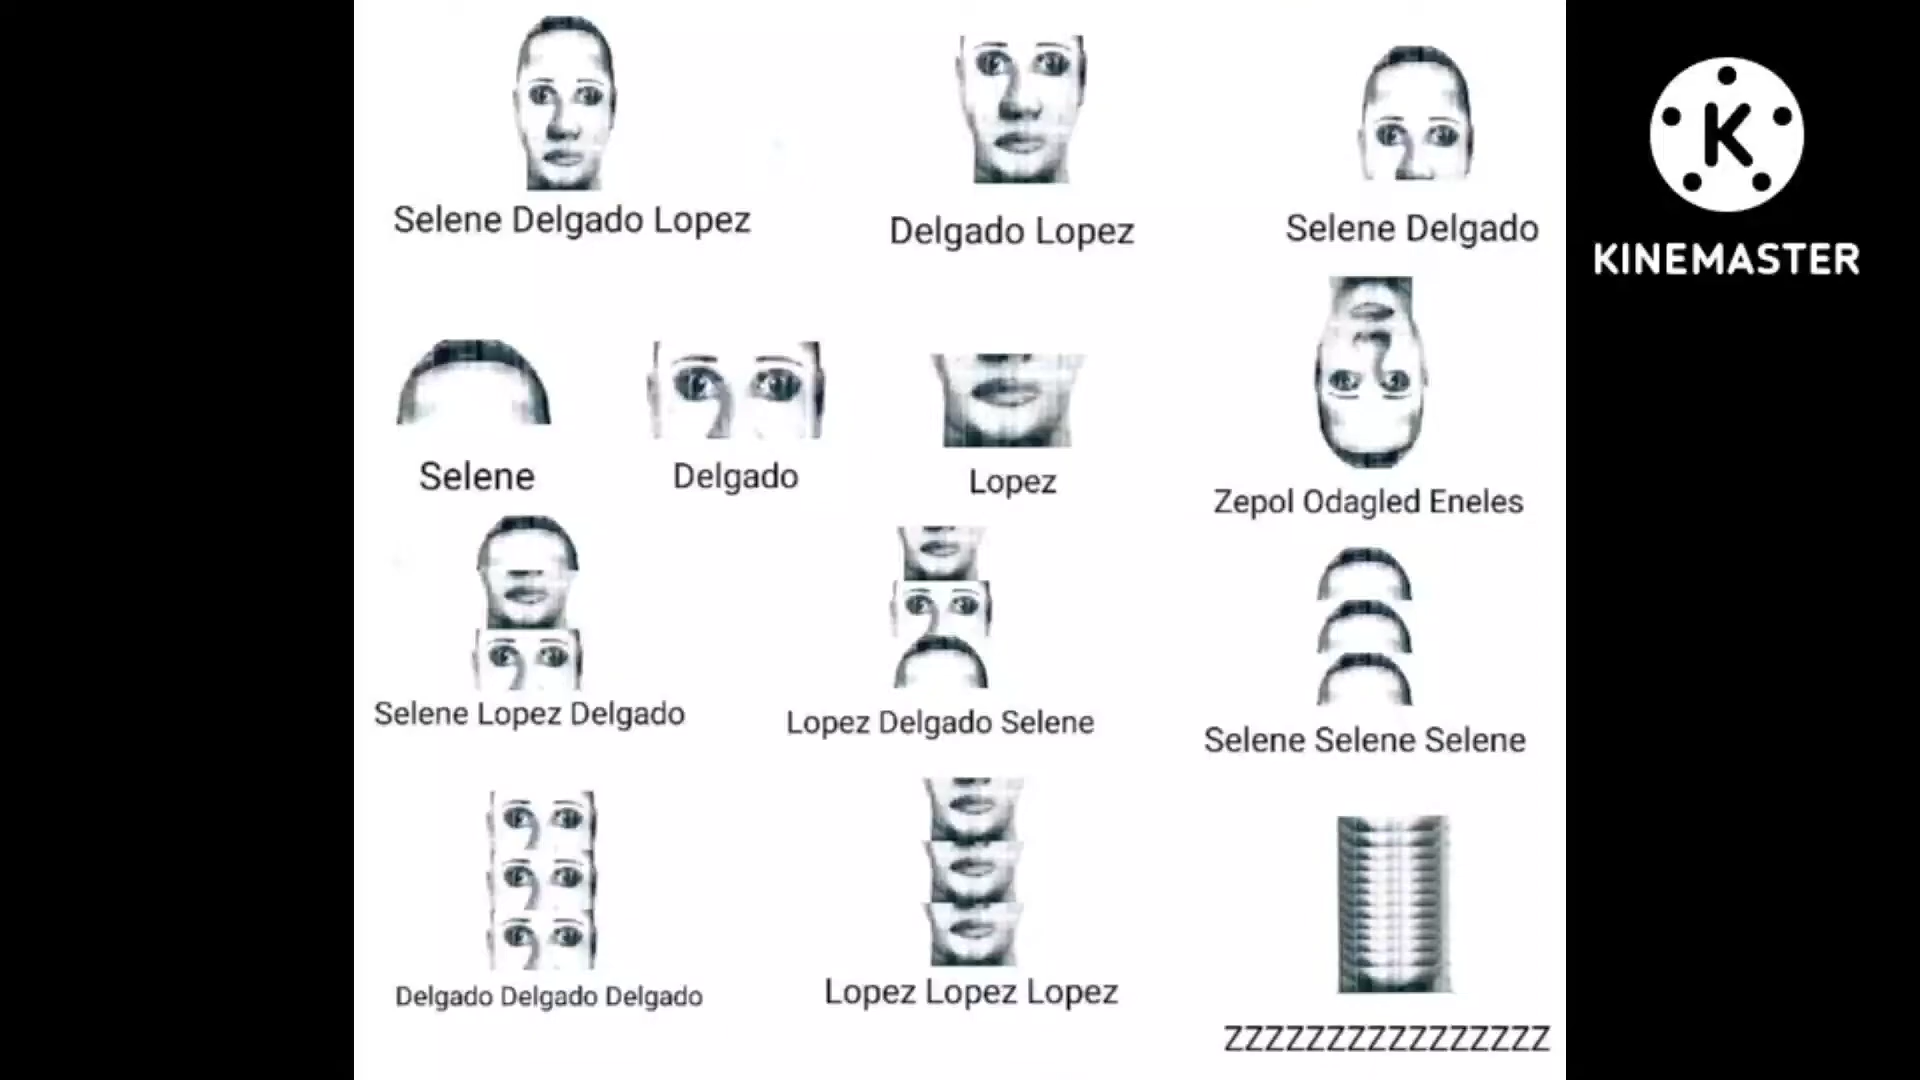 Selene Delgado Lopez
Delgado Lopez
Selene Delgado
K
KINEMASTER
Selene
Delgado
Lopez
Zepol Odagled Eneles
Selene Lopez Delgado
Lopez Delgado Selene
Selene Selene Selene
Delgado Delgado Delgado
Lopez Lopez Lopez
ZZZZZZZZZZZZZZZZ